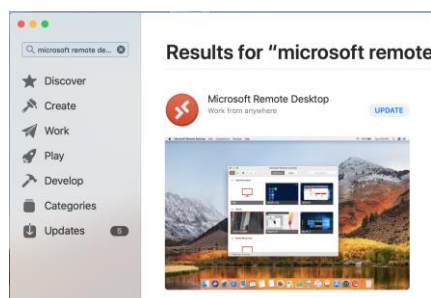 microsoft remote de...
Results for "microsoft remote
Discover
Create
Work
Play
Develop
Categories
Updates 5
Microsoft Remote Desktop
Work from anywhere
UPDATE